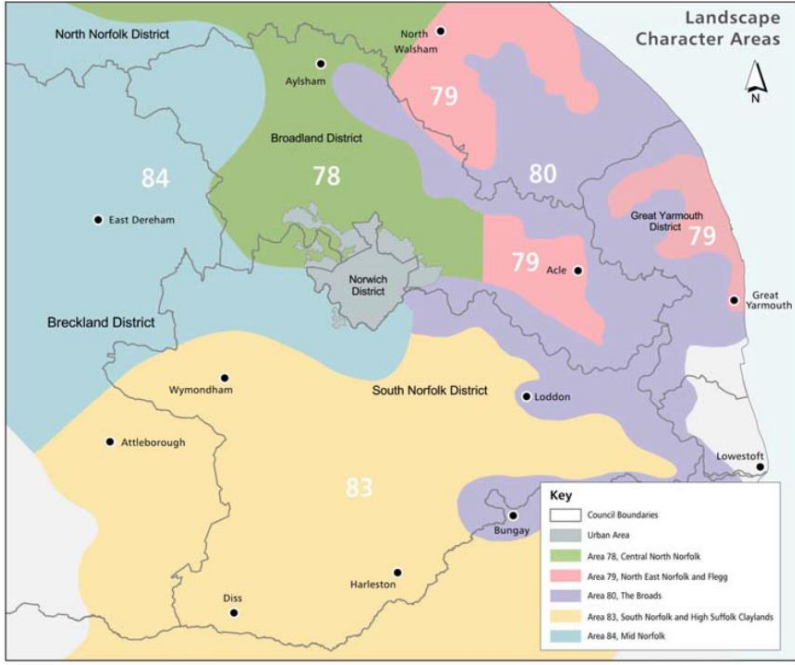 Landscape
Character Areas
N
North Norfolk District
North
Walsham
Aylsham
79
Broadland District
84
78
80
East Dereham
Great Yarmouth
District
79
79
Acle
Norwich
District
Great
Yarmouth
Breckland District
Wymondham
South Norfolk District
Loddon
Attleborough
Lowestoft
83
Bungay
Harleston
Diss
Key
Council Boundaries
Urban Area
Area 78, Central North Norfolk
Area 79, North East Norfolk and Flegg
Area 80, The Broads
Area 83, South Norfolk and High Suffolk Claylands
Area 84, Mid Norfolk